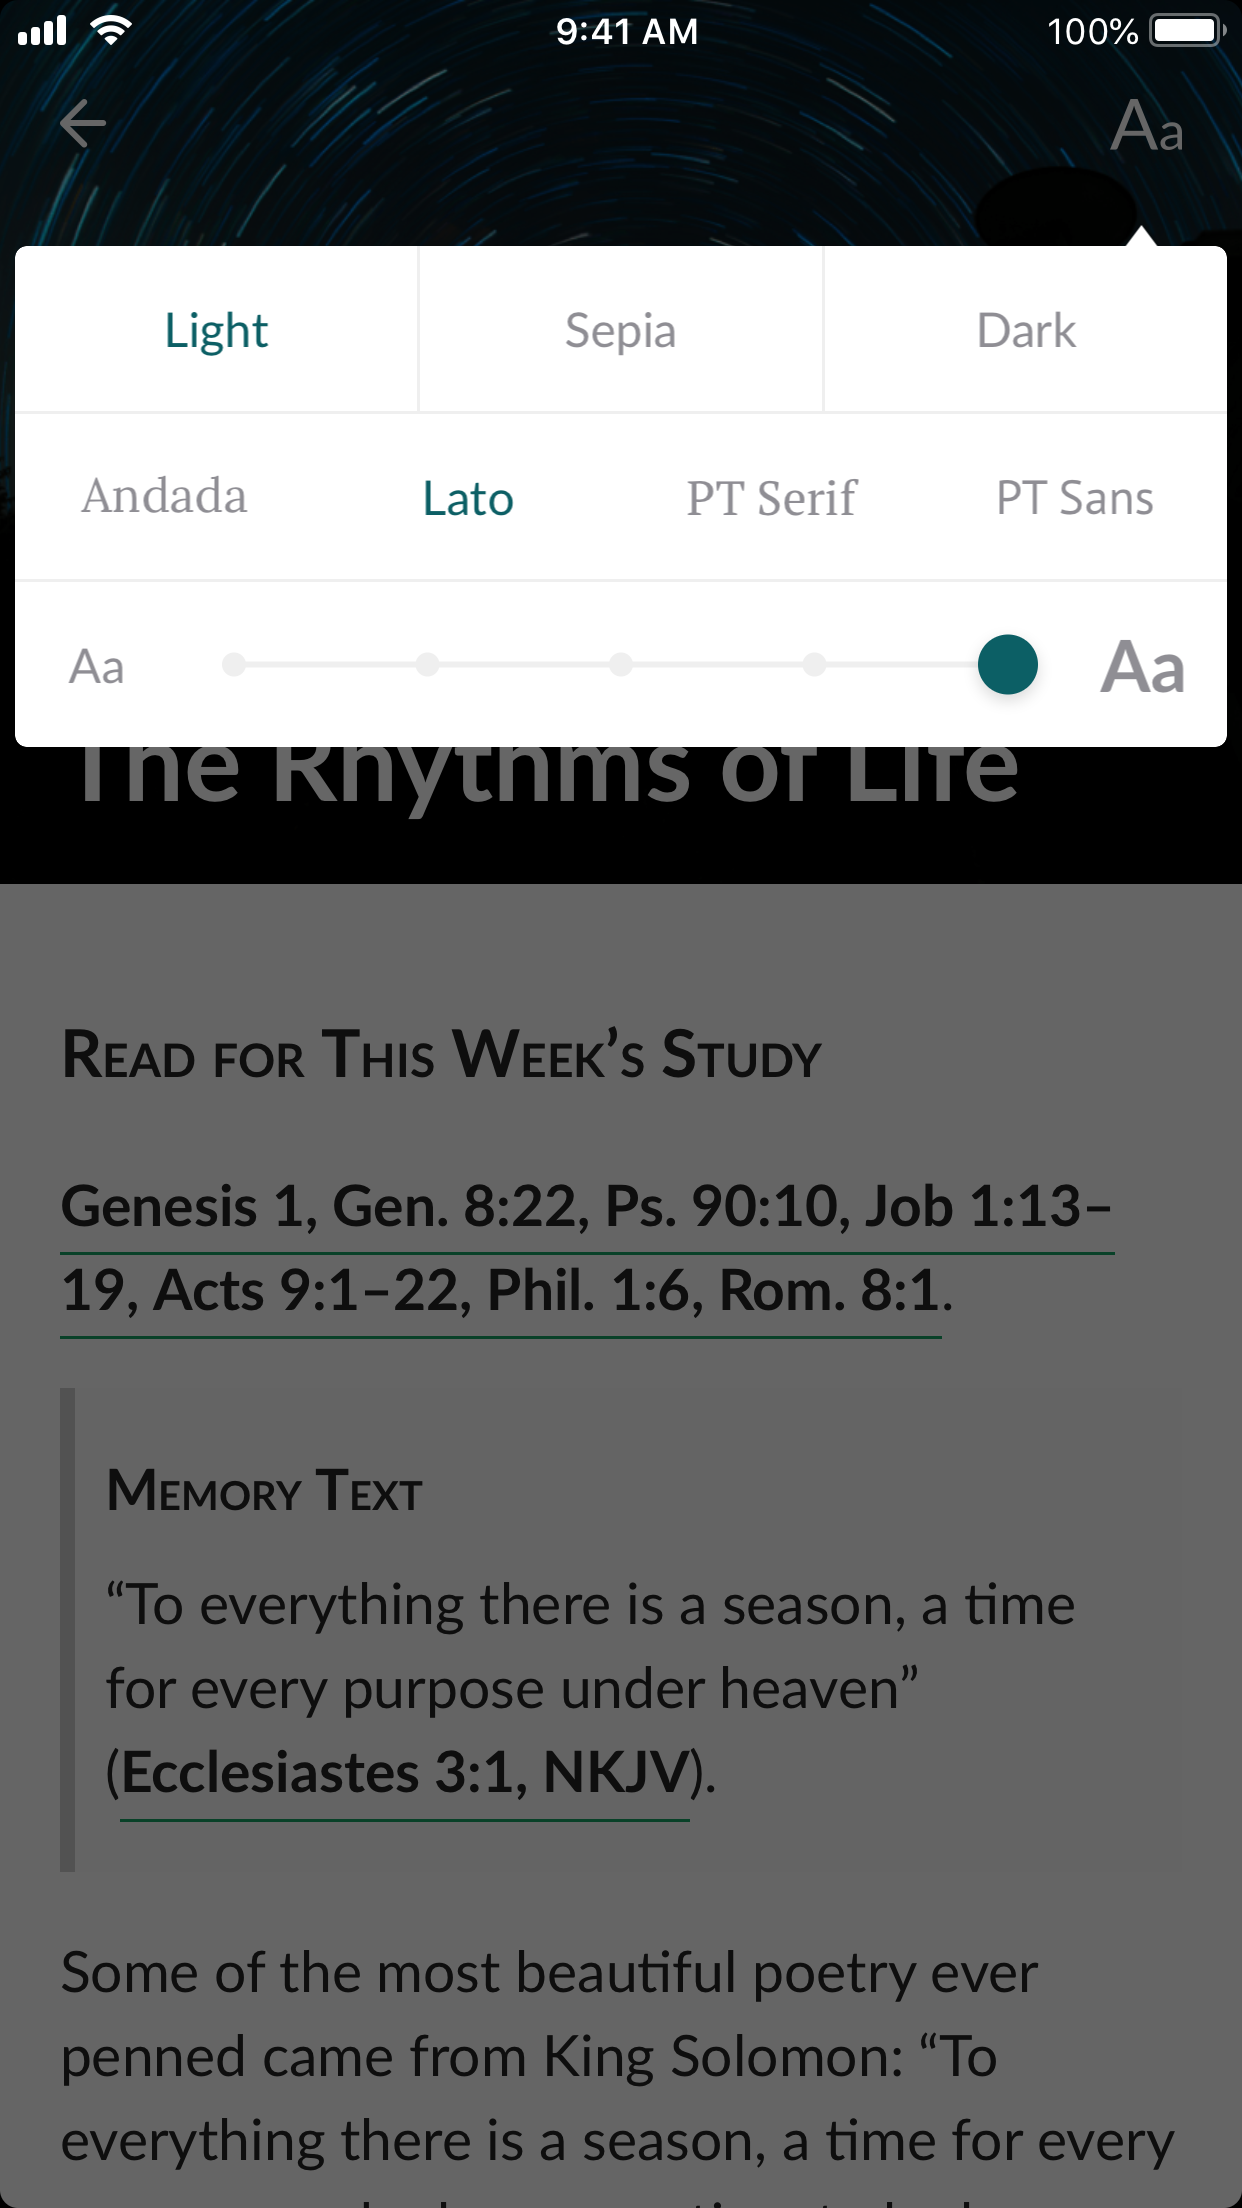 9:41 AM
100%
Aa
Light Sepia Dark
Andada Lato PT Serif PT Sans
Aa Aa
The Rhythms of Life
Read for This Week’s Study
Genesis 1, Gen. 8:22, Ps. 90:10, Job 1:13–
19, Acts 9:1–22, Phil. 1:6, Rom. 8:1.
Memory Text
“To everything there is a season, a time
for every purpose under heaven”
(Ecclesiastes 3:1, NKJV).
Some of the most beautiful poetry ever
penned came from King Solomon: “To
everything there is a season, a time for every